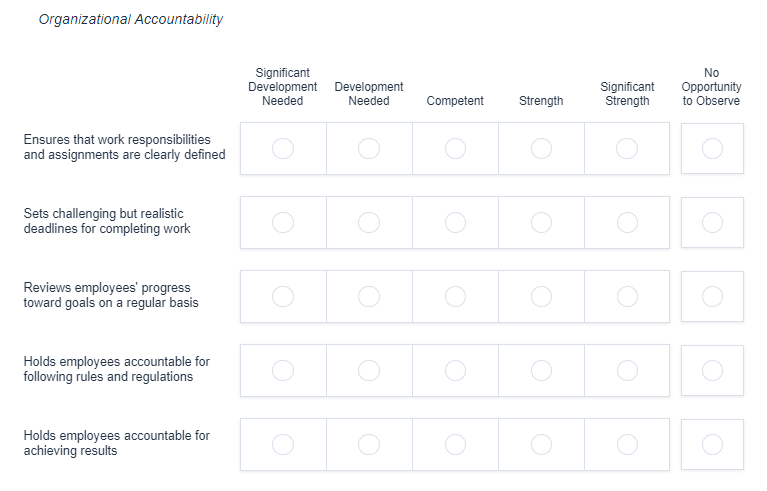 Organizational Accountability
Significant
Development
Needed
Development
Needed
Competent
Strength
Significant
Strength
No
Opportunity
to Observe
Ensures that work responsibilities
and assignments are clearly defined
Sets challenging but realistic
deadlines for completing work
Reviews employees' progress
toward goals on a regular basis
Holds employees accountable for
following rules and regulations
Holds employees accountable for
achieving results